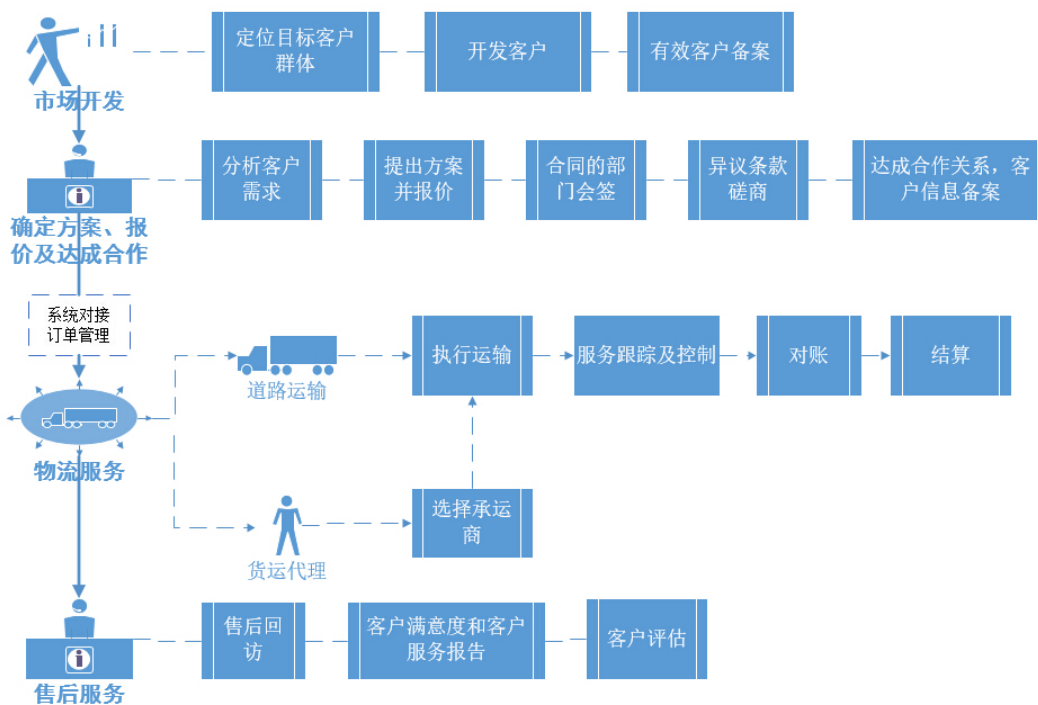 定位目标客户
群体
开发客户
有效客户备案
市场开发
分析客户
需求
提出方案
并报价
合同的部
门会签
异议条款
磋商
达成合作关系，客
户信息备案
确定方案、报
价及达成合作
系统对接
订单管理
道路运输
执行运输
服务跟踪及控制
对账
结算
物流服务
选择承运
商
货运代理
售后回
访
客户满意度和客户
服务报告
客户评估
售后服务